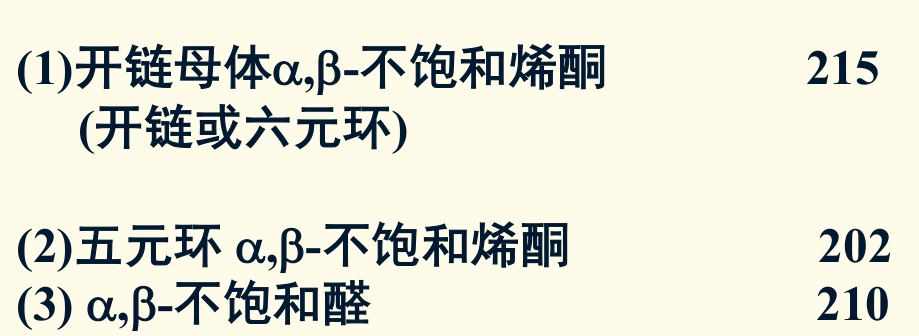 (1)开链母体α,β-不饱和烯酮 215
(开链或六元环)
(2)五元环 α,β-不饱和烯酮 202
(3) α,β-不饱和醛 210